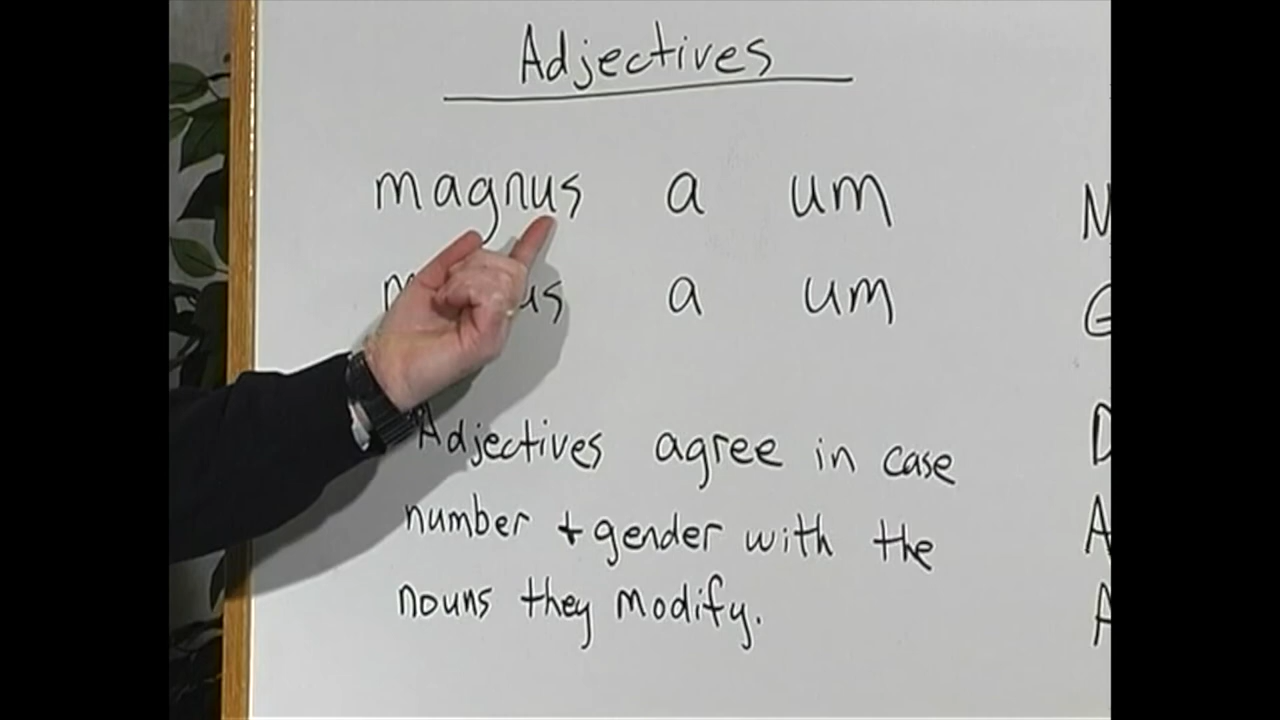 Adjectives
magnus a um N
a um G
Adjectives agree in case D
number + gender with the A
nouns they modify. A